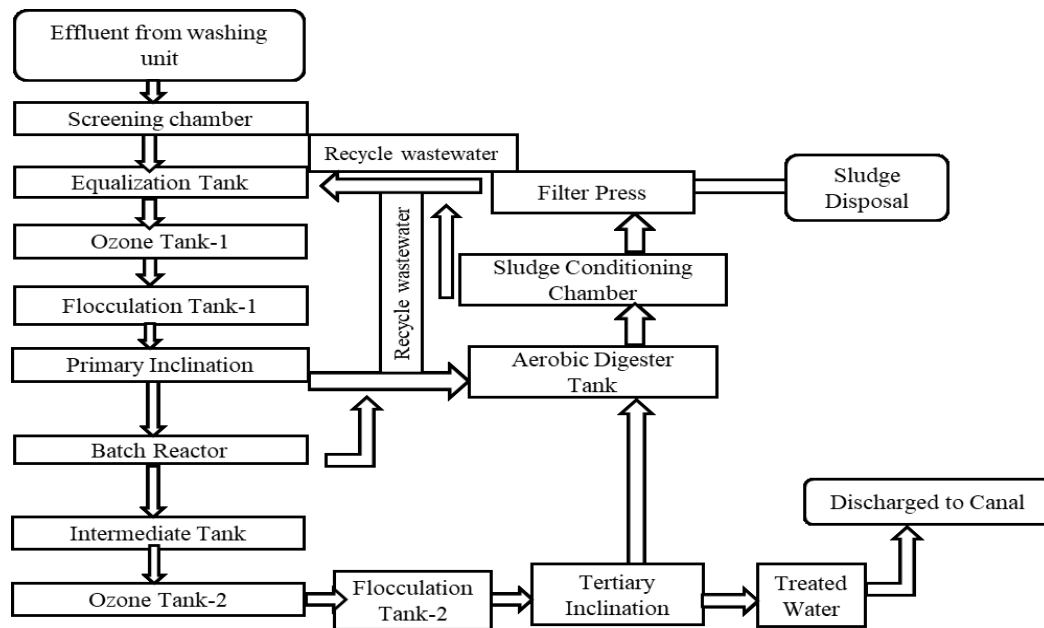 Effluent from washing
unit
Screening chamber
Recycle wastewater
Equalization Tank
Filter Press
Sludge
Disposal
Ozone Tank-1
Recycle wastewater
Sludge Conditioning
Chamber
Flocculation Tank-1
Primary Inclination
Aerobic Digester
Tank
Batch Reactor
Intermediate Tank
Discharged to Canal
Ozone Tank-2
Flocculation
Tank-2
Tertiary
Inclination
Treated
Water